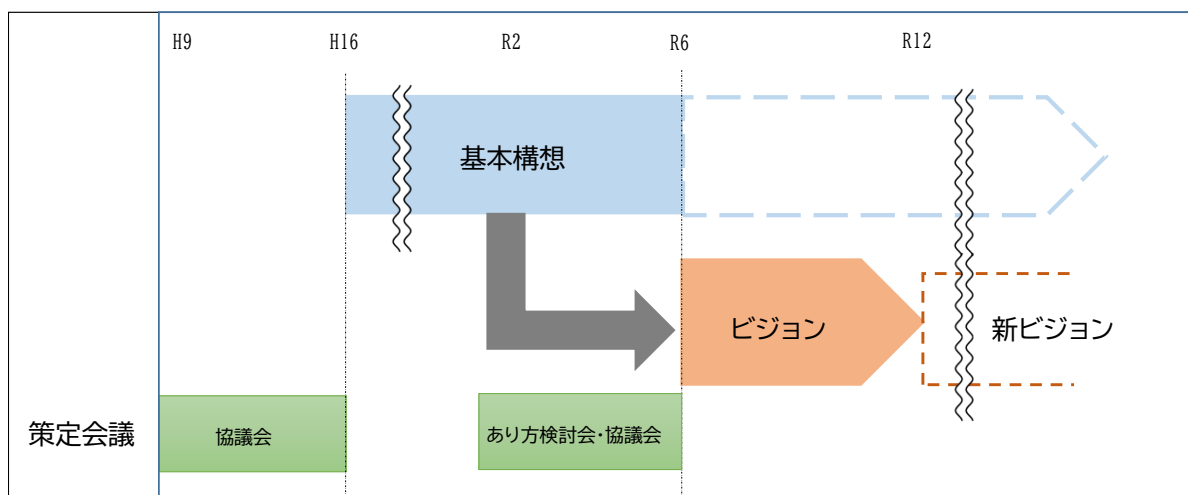 H9
H16
R2
R6
R12
基本構想
ビジョン
新ビジョン
策定会議
協議会
あり方検討会・協議会